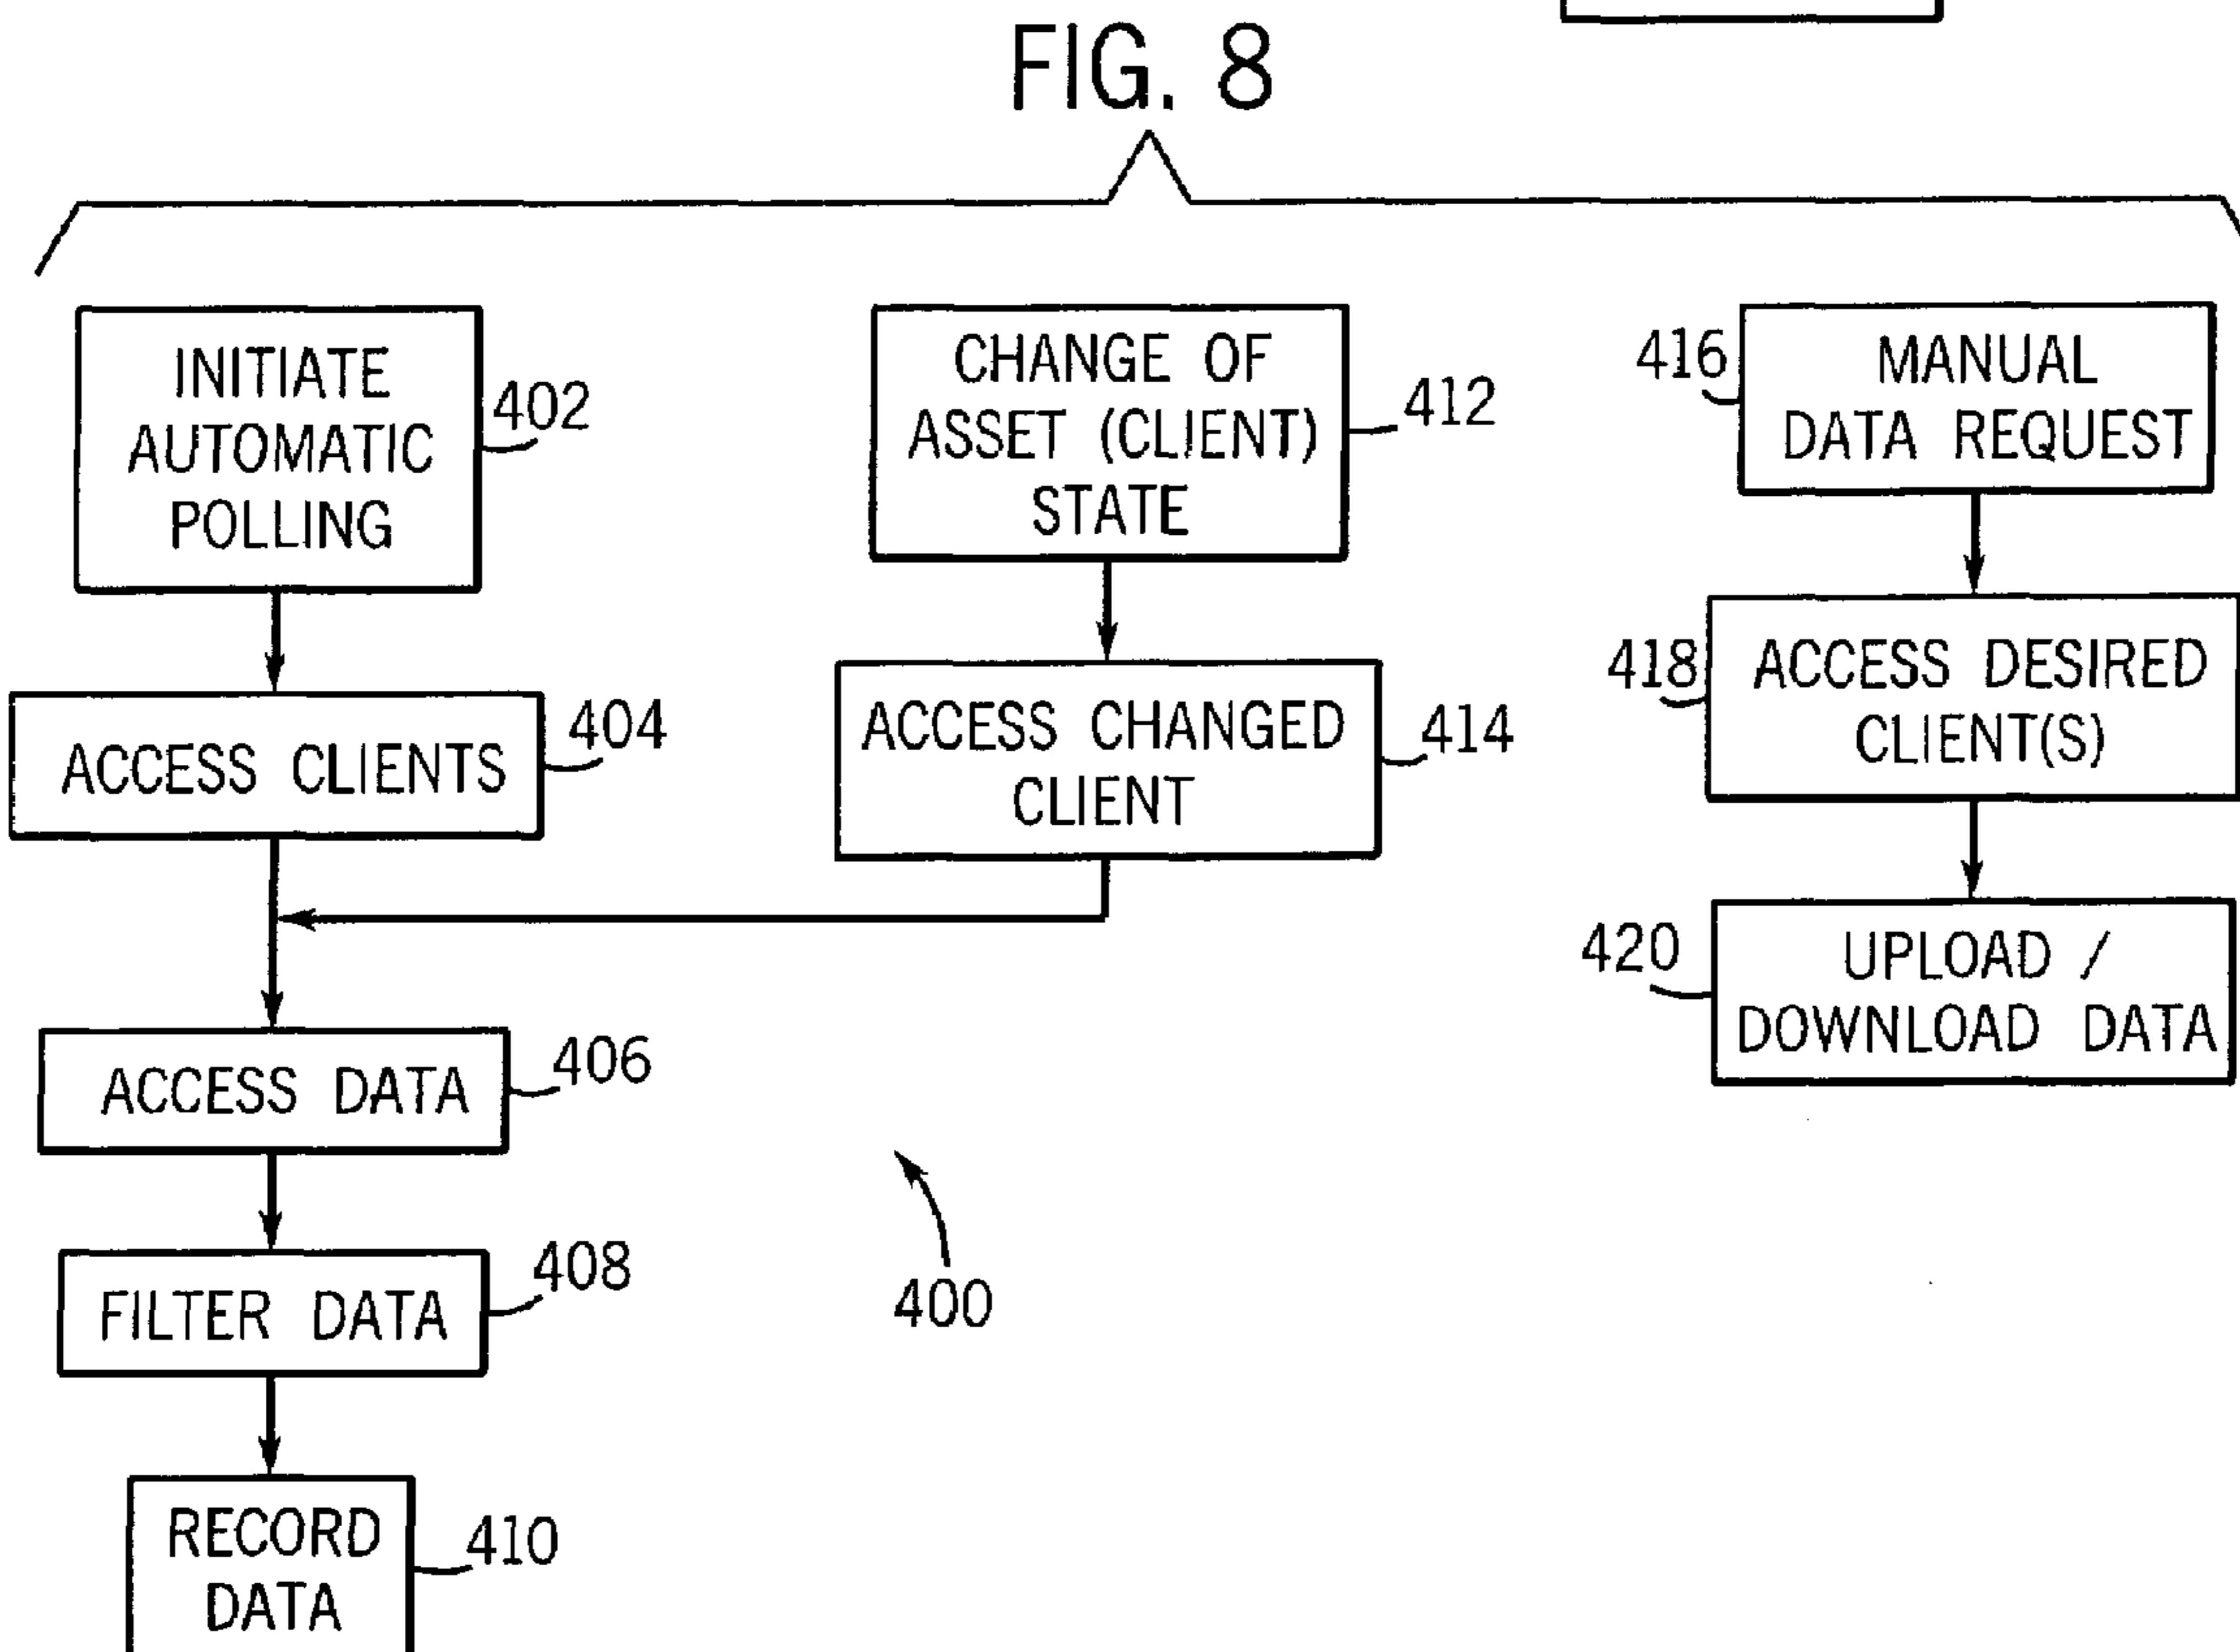 FIG. 8
INITIATE
AUTOMATIC
POLLING
402
ACCESS CLIENTS
404
ACCESS DATA
406
FILTER DATA
408
RECORD
DATA
410
CHANGE OF
ASSET (CLIENT)
STATE
412
ACCESS CHANGED
CLIENT
414
400
416
MANUAL
DATA REQUEST
418
ACCESS DESIRED
CLIENT(S)
420
UPLOAD /
DOWNLOAD DATA